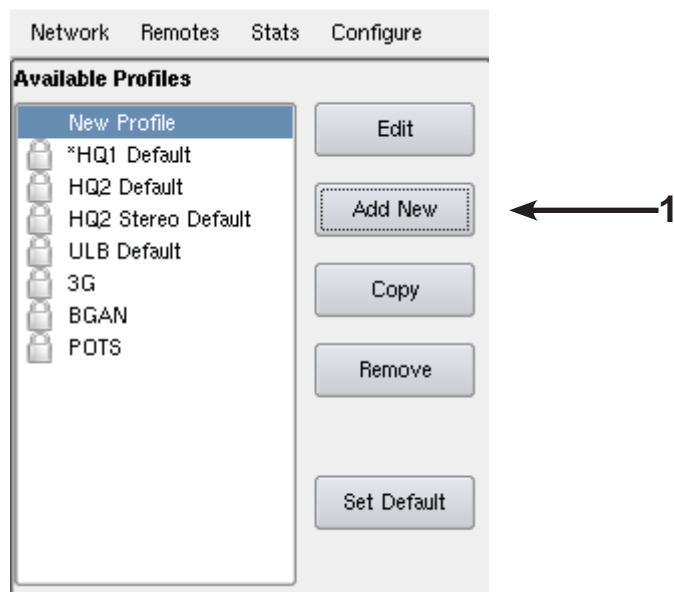 Network Remotes Stats Configure
Available Profiles
New Profile
*HQ1 Default
HQ2 Default
HQ2 Stereo Default
ULB Default
3G
BGAN
POTS
Edit
Add New
1
Copy
Remove
Set Default